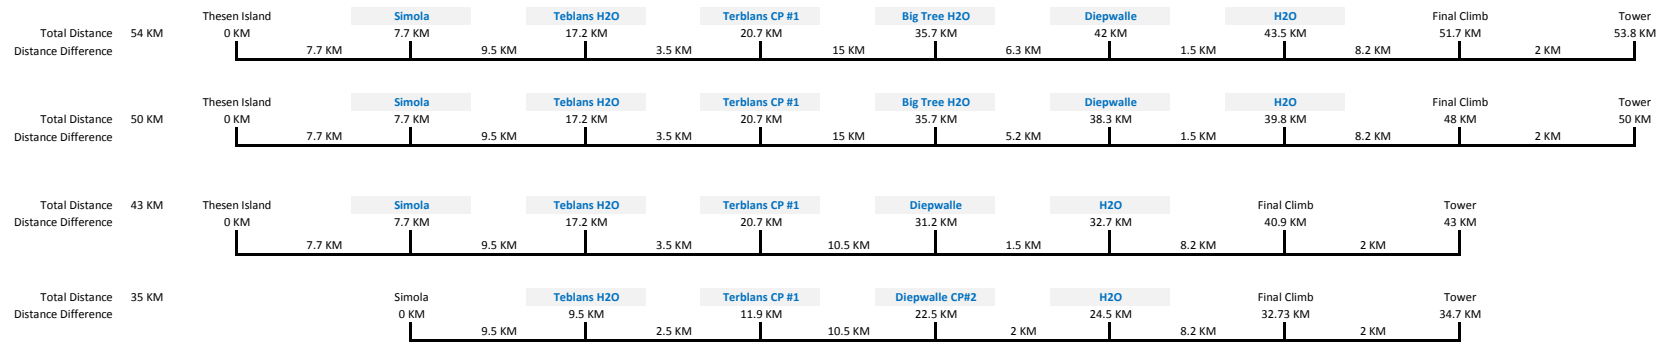 Thesen Island Simola Teblans H2O Terblans CP #1 Big Tree H2O Diepwalle H2O Final Climb Tower
Total Distance 54 KM 0 KM 7.7 KM 17.2 KM 20.7 KM 35.7 KM 42 KM 43.5 KM 51.7 KM 53.8 KM
Distance Difference 7.7 KM 9.5 KM 3.5 KM 15 KM 6.3 KM 1.5 KM 8.2 KM 2 KM
Thesen Island Simola Teblans H2O Terblans CP #1 Big Tree H2O Diepwalle H2O Final Climb Tower
Total Distance 50 KM 0 KM 7.7 KM 17.2 KM 20.7 KM 35.7 KM 38.3 KM 39.8 KM 48 KM 50 KM
Distance Difference 7.7 KM 9.5 KM 3.5 KM 15 KM 5.2 KM 1.5 KM 8.2 KM 2 KM
Total Distance 43 KM Thesen Island Simola Teblans H2O Terblans CP #1 Diepwalle H2O Final Climb Tower
Distance Difference 0 KM 7.7 KM 17.2 KM 20.7 KM 31.2 KM 32.7 KM 40.9 KM 43 KM
7.7 KM 9.5 KM 3.5 KM 10.5 KM 1.5 KM 8.2 KM 2 KM
Total Distance 35 KM Simola Teblans H2O Terblans CP #1 Diepwalle CP#2 H2O Final Climb Tower
Distance Difference 0 KM 9.5 KM 11.9 KM 22.5 KM 24.5 KM 32.73 KM 34.7 KM
9.5 KM 2.5 KM 10.5 KM 2 KM 8.2 KM 2 KM